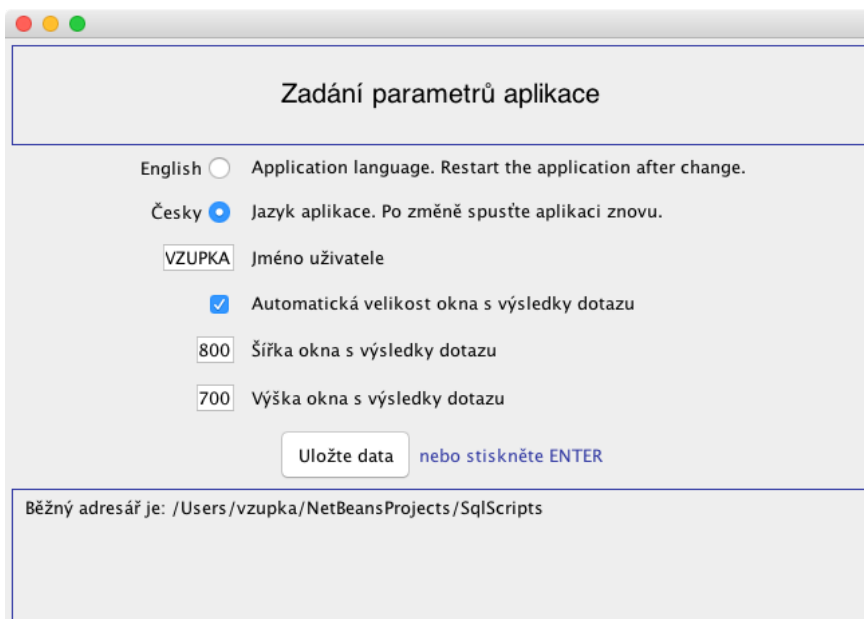 Zadání parametrů aplikace
English Application language. Restart the application after change.
Česky Jazyk aplikace. Po změně spusťte aplikaci znovu.
VZUPKA Jméno uživatele
Automatická velikost okna s výsledky dotazu
800 Šířka okna s výsledky dotazu
700 Výška okna s výsledky dotazu
Uložte data nebo stiskněte ENTER
Běžný adresář je: /Users/vzupka/NetBeansProjects/SqlScripts